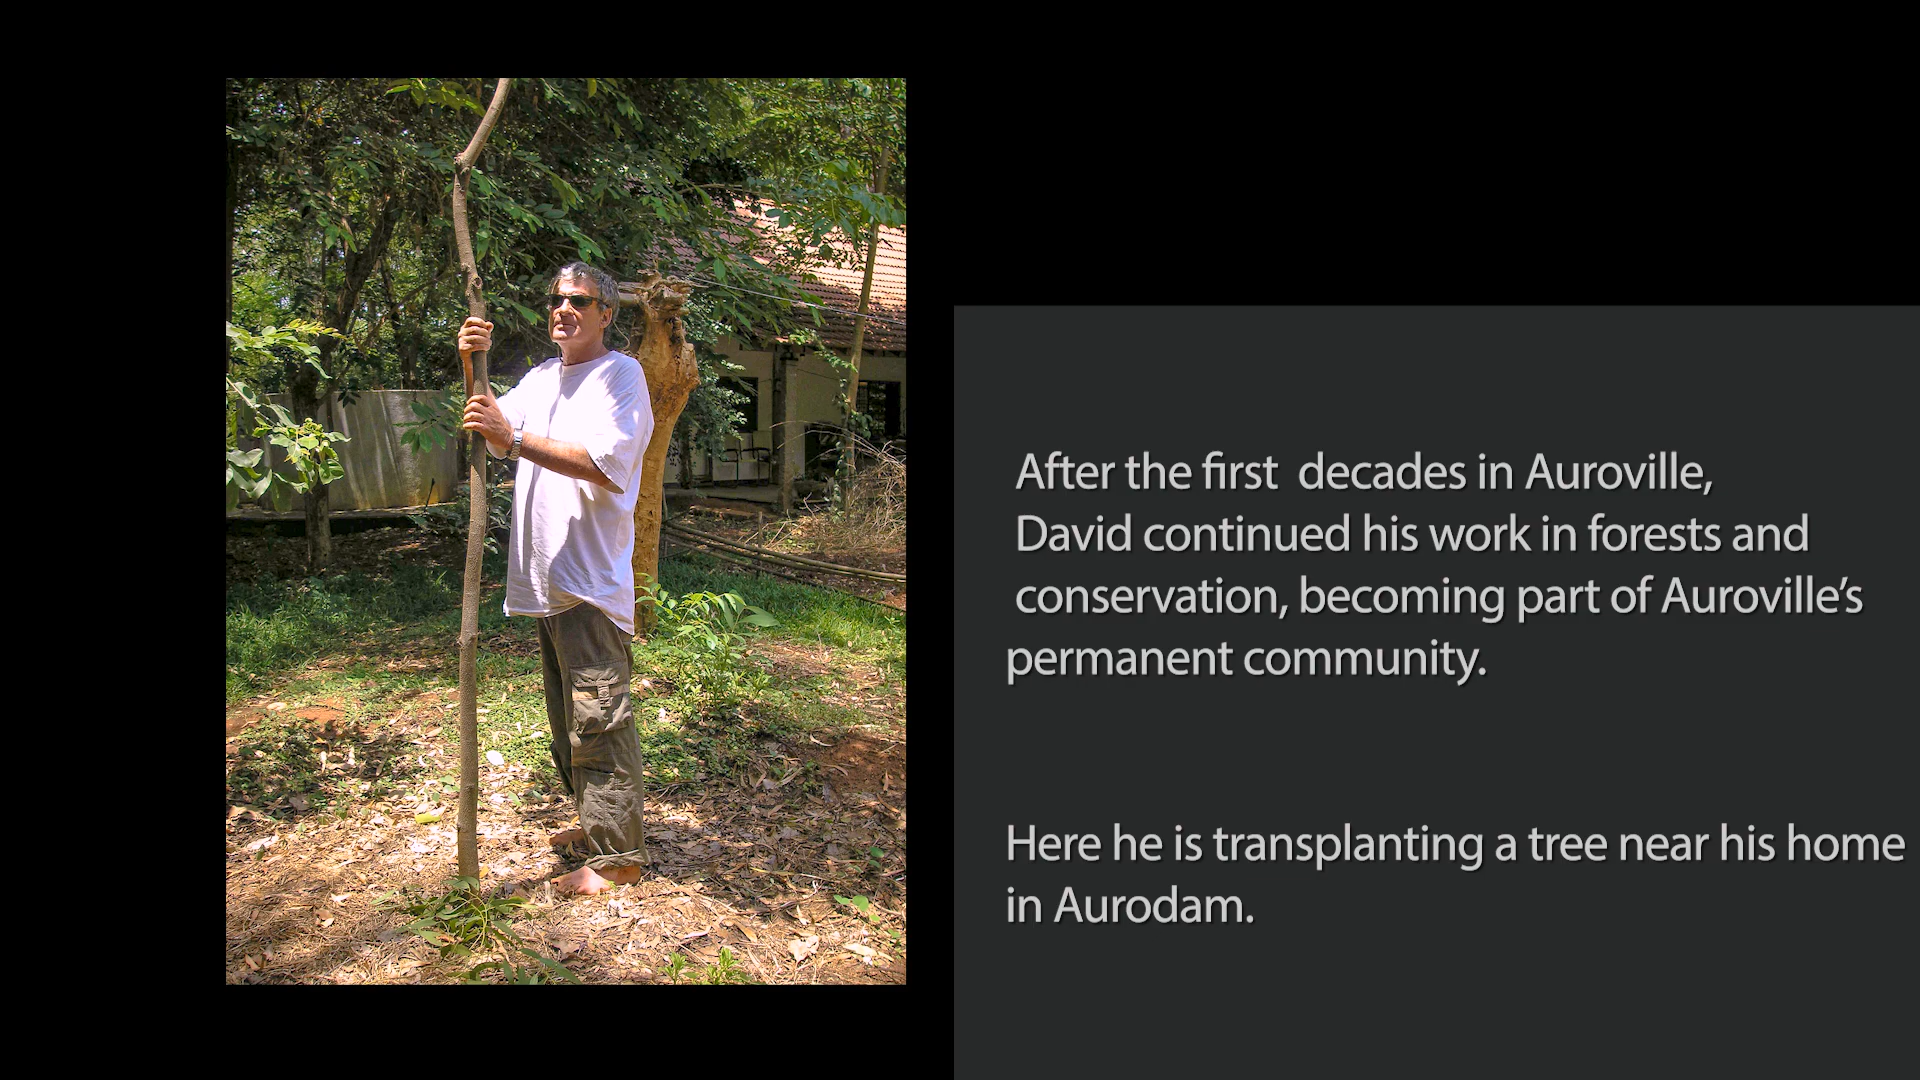 After the first  decades in Auroville,
David continued his work in forests and
conservation, becoming part of Auroville’s
permanent community.
Here he is transplanting a tree near his home
in Aurodam.